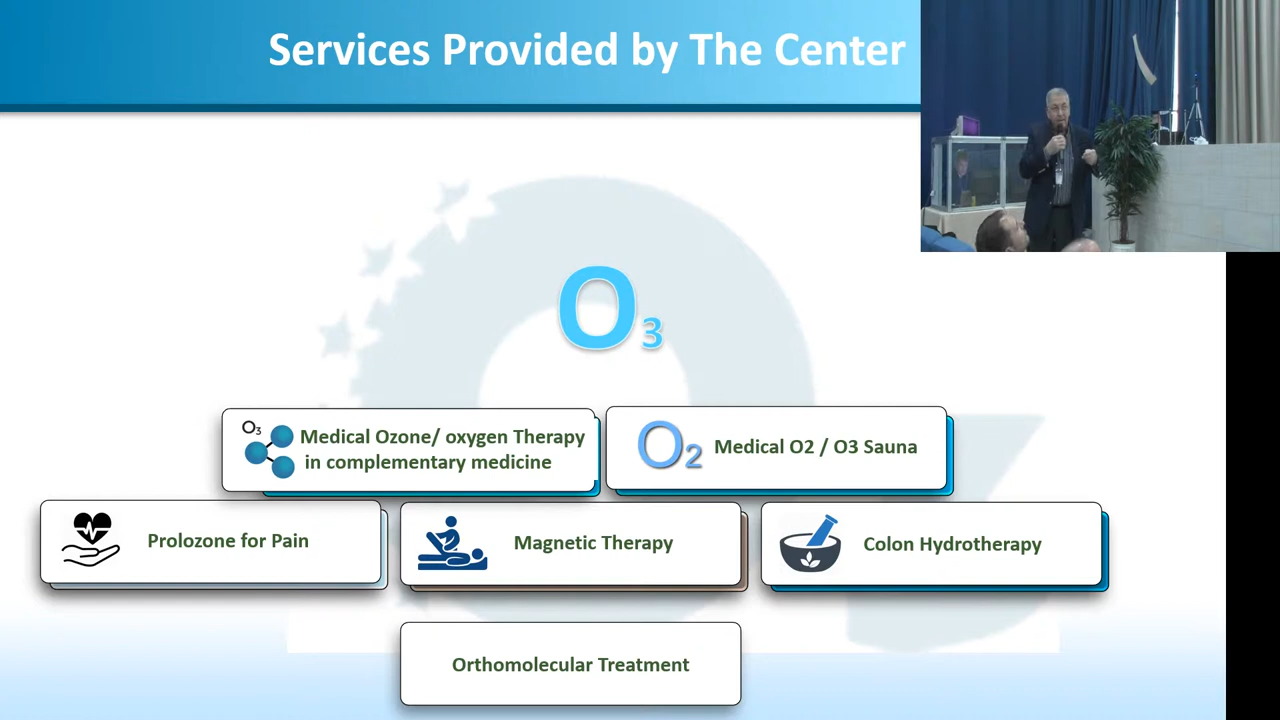 Services Provided by The Center
O3
O3
Medical Ozone/ oxygen Therapy
in complementary medicine
O2
Medical O2 / O3 Sauna
Prolozone for Pain
Magnetic Therapy
Colon Hydrotherapy
Orthomolecular Treatment